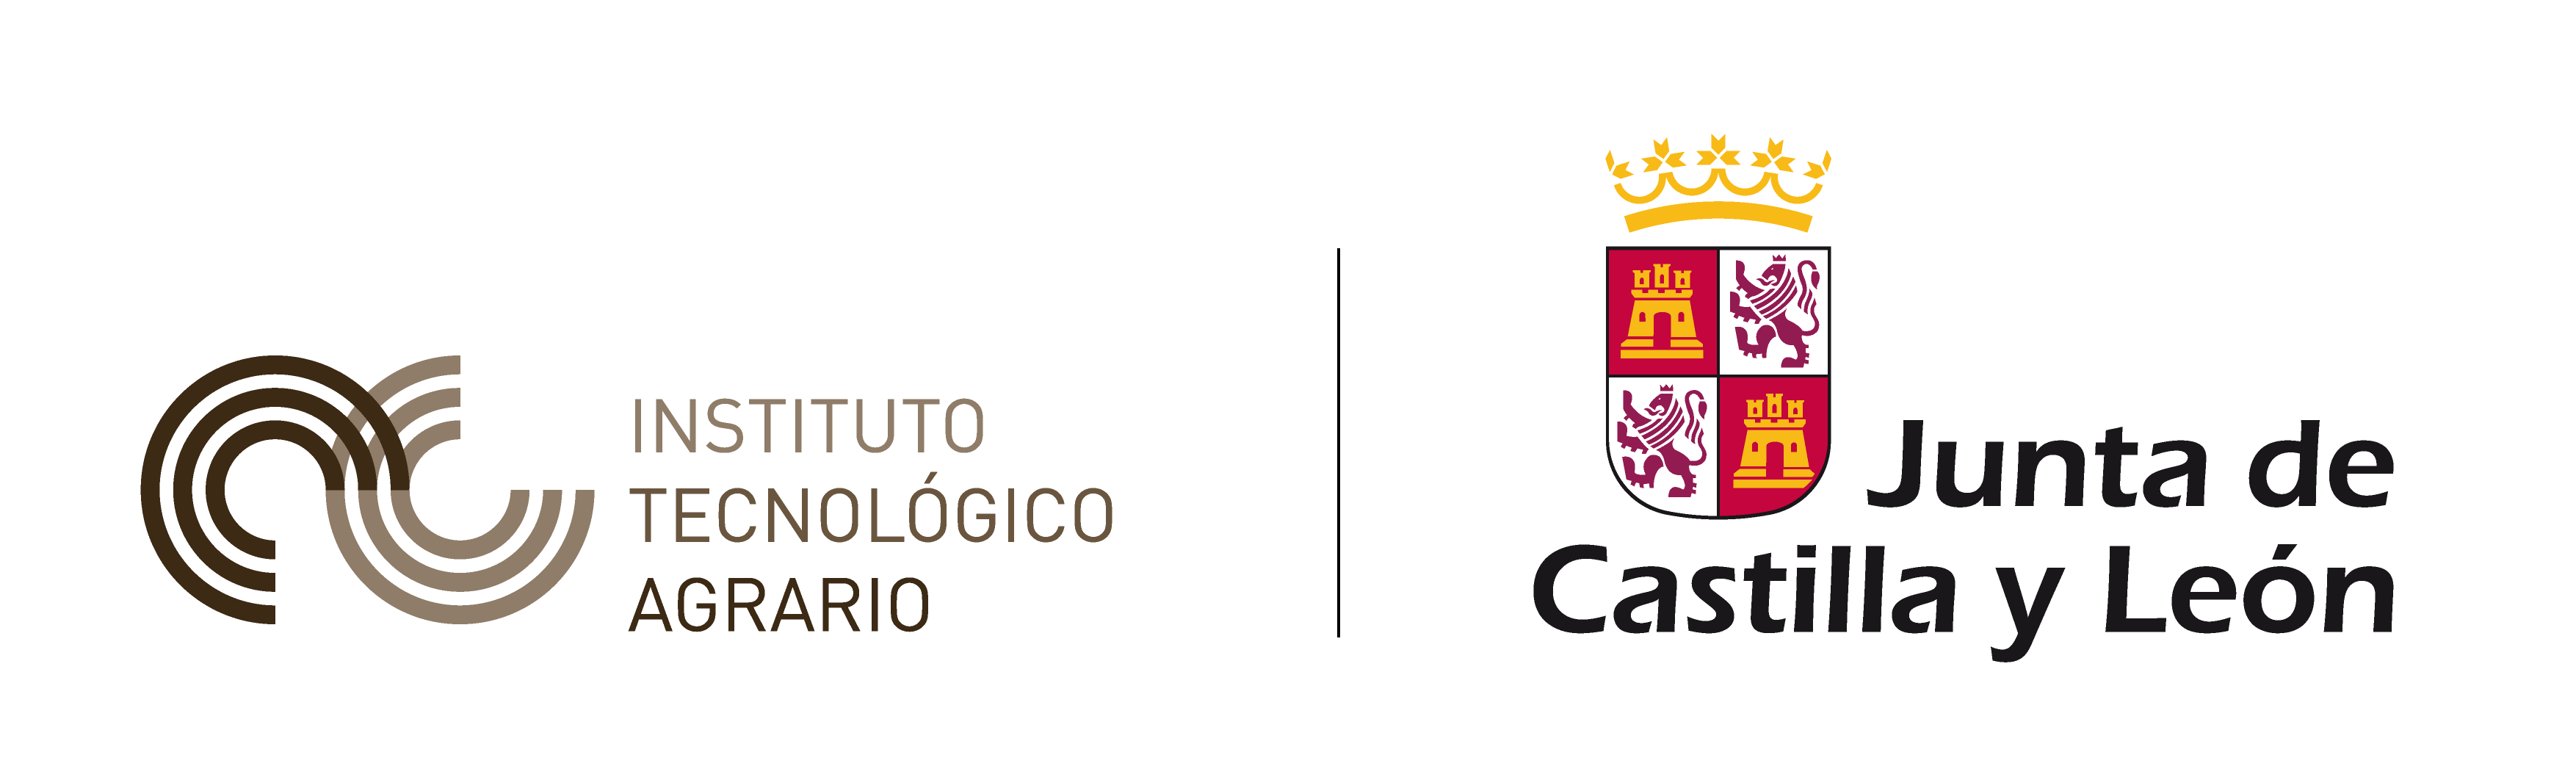 INSTITUTO
TECNOLÓGICO
AGRARIO
Junta de
Castilla y León